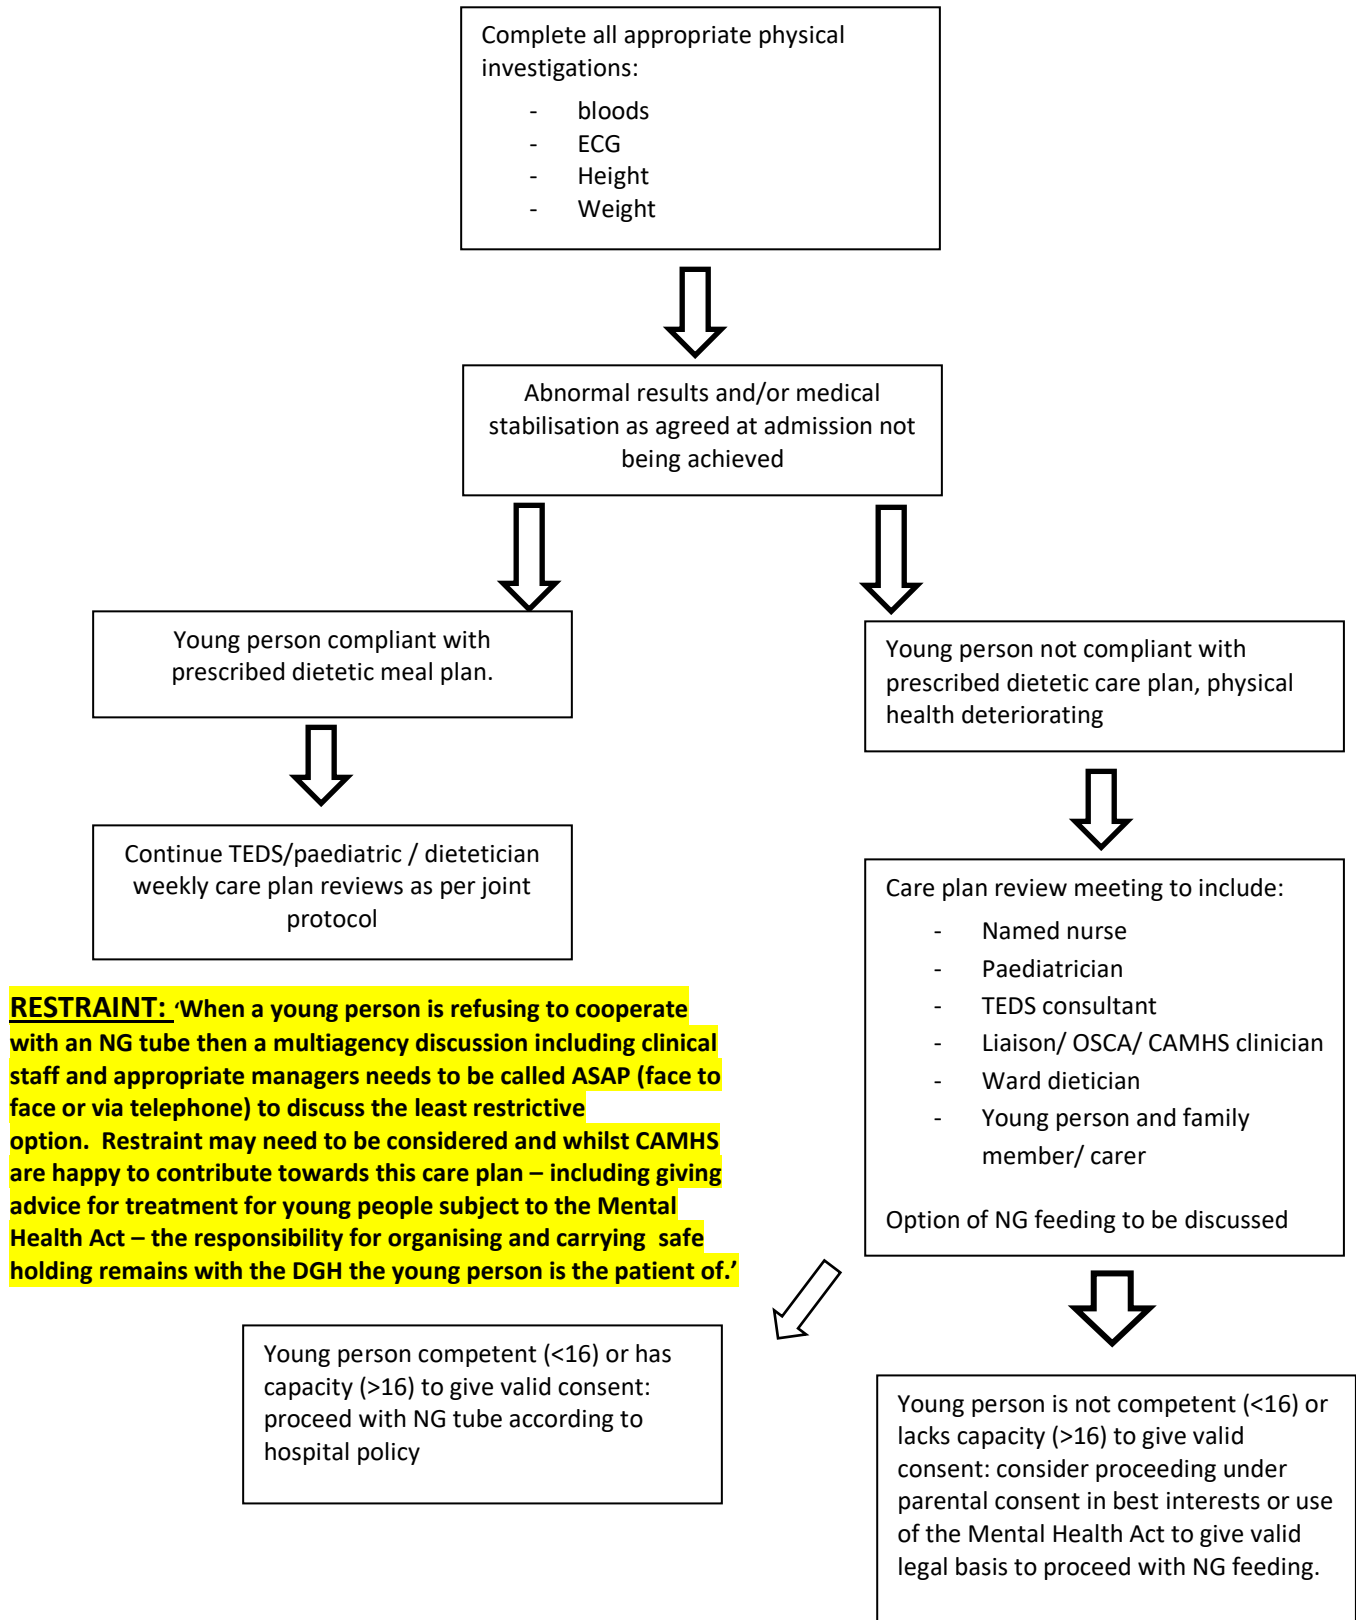 Complete all appropriate physical
investigations:
- bloods
- ECG
- Height
- Weight
Abnormal results and/or medical
stabilisation as agreed at admission not
being achieved
Young person compliant with
prescribed dietetic meal plan.
Young person not compliant with
prescribed dietetic care plan, physical
health deteriorating
Continue TEDS/paediatric / dietetician
weekly care plan reviews as per joint
protocol
Care plan review meeting to include:
- Named nurse
- Paediatrician
- TEDS consultant
- Liaison/ OSCA/ CAMHS clinician
- Ward dietician
- Young person and family
member/ carer
Option of NG feeding to be discussed
RESTRAINT: ‘When a young person is refusing to cooperate
with an NG tube then a multiagency discussion including clinical
staff and appropriate managers needs to be called ASAP (face to
face or via telephone) to discuss the least restrictive
option.  Restraint may need to be considered and whilst CAMHS
are happy to contribute towards this care plan – including giving
advice for treatment for young people subject to the Mental
Health Act – the responsibility for organising and carrying  safe
holding remains with the DGH the young person is the patient of.’
Young person competent (<16) or has
capacity (>16) to give valid consent:
proceed with NG tube according to
hospital policy
Young person is not competent (<16) or
lacks capacity (>16) to give valid
consent: consider proceeding under
parental consent in best interests or use
of the Mental Health Act to give valid
legal basis to proceed with NG feeding.